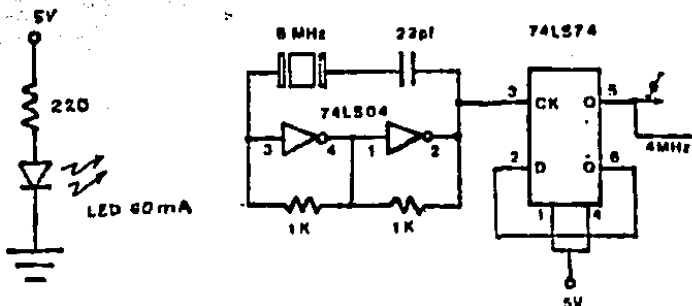 5V
220
LED 60mA
8 MHz
22pf
74LS04
3 4 1 2
1K 1K
74LS74
3 CK Q 5 ϕ
4MHz
2 D Q̅ 6
1 4
5V